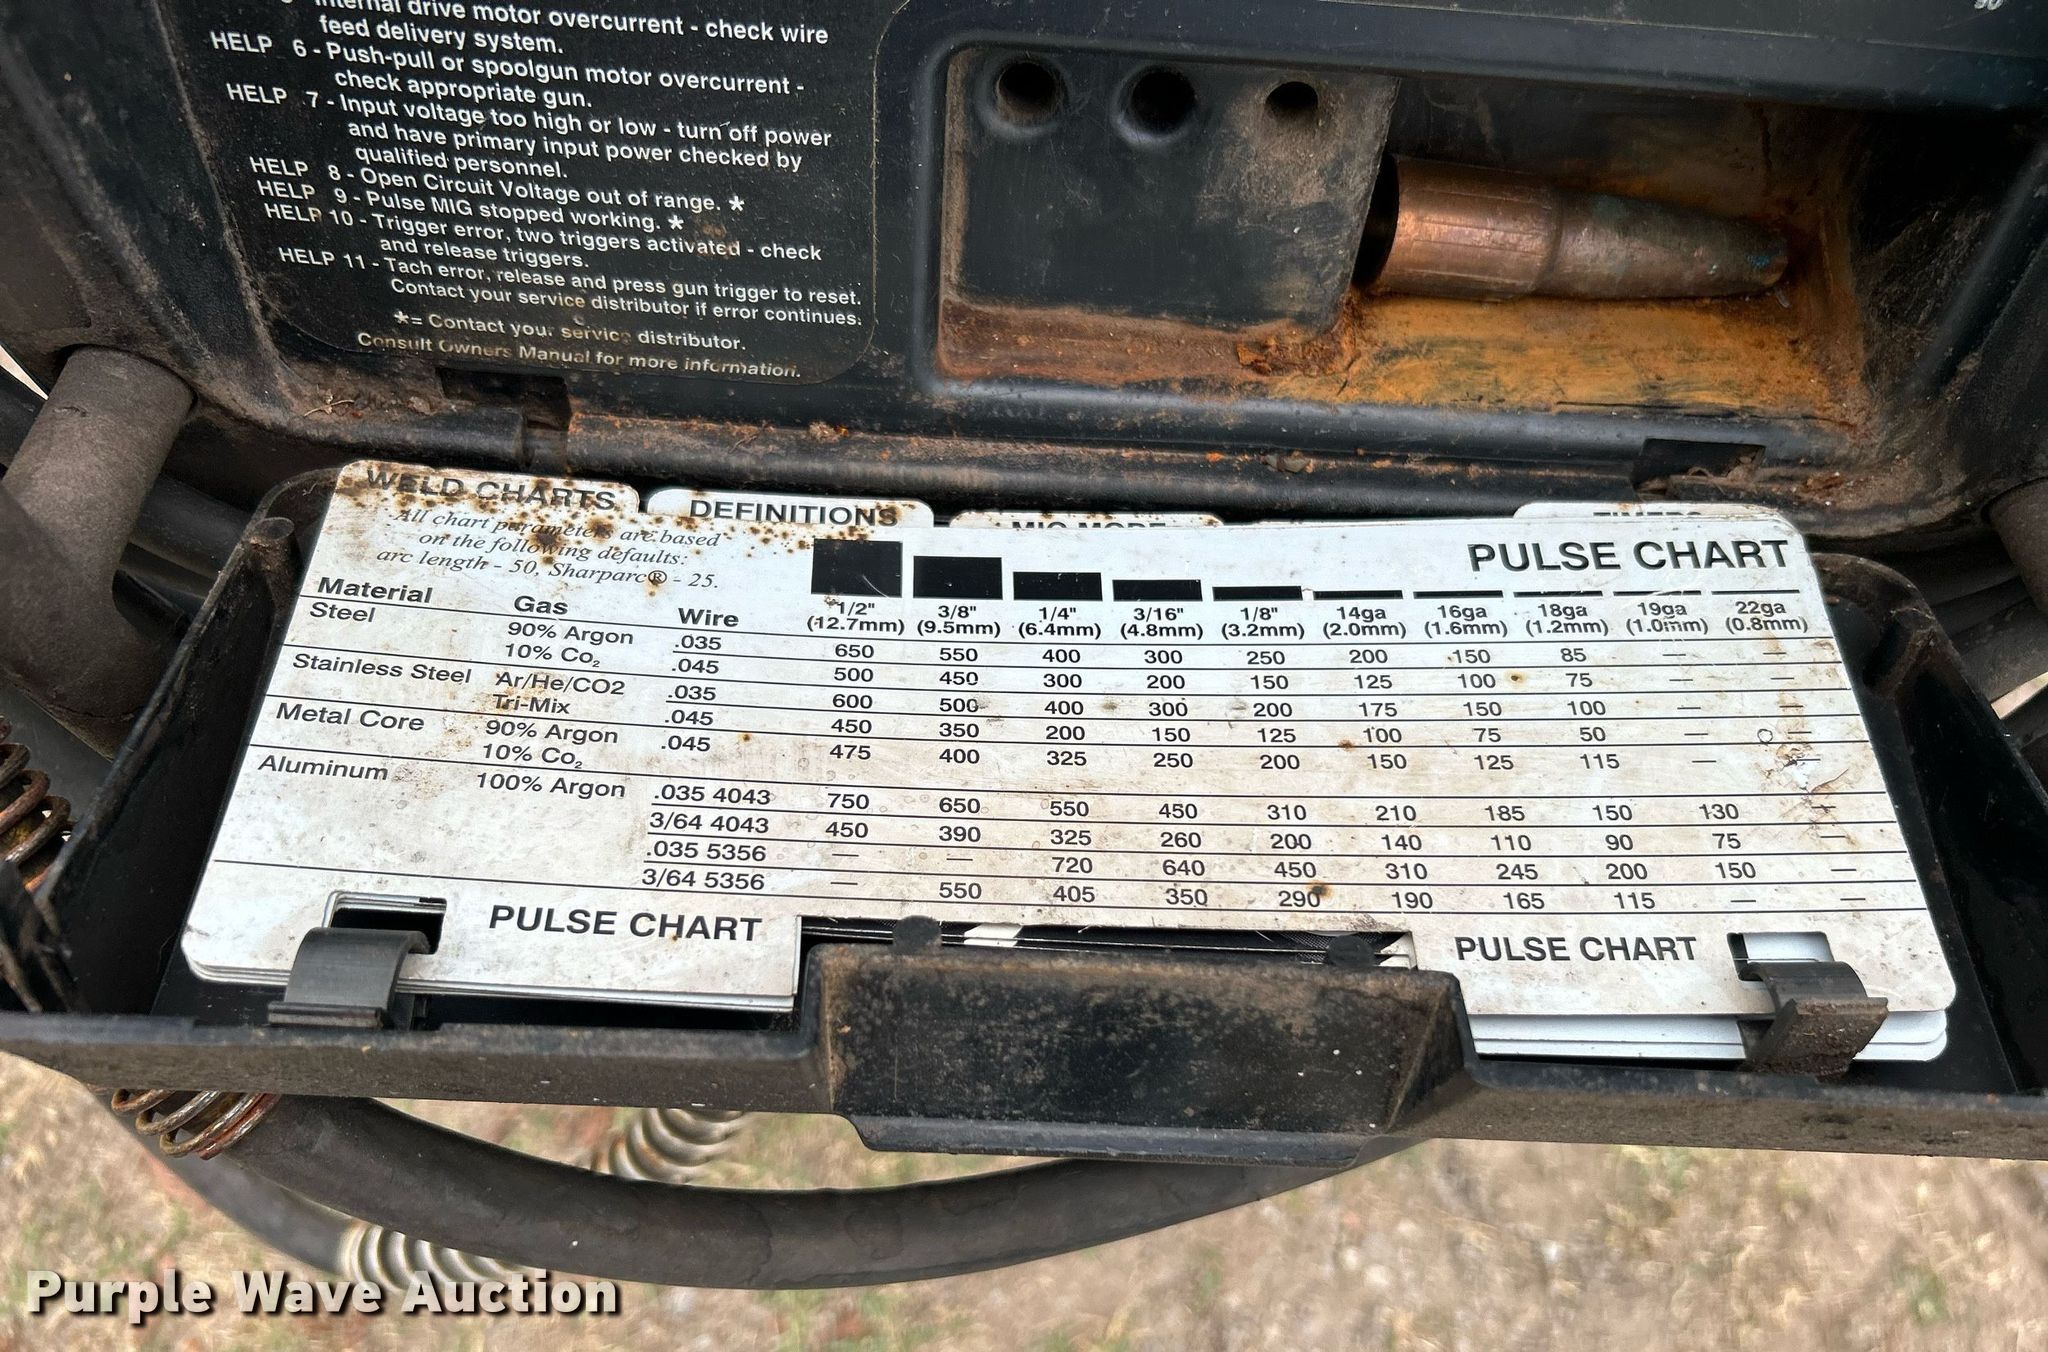 Internal drive motor overcurrent - check wire
feed delivery system.
HELP 6 - Push-pull or spoolgun motor overcurrent -
check appropriate gun.
HELP 7 - Input voltage too high or low - turn off power
and have primary input power checked by
qualified personnel.
HELP 8 - Open Circuit Voltage out of range. *
HELP 9 - Pulse MIG stopped working. *
HELP 10 - Trigger error, two triggers activated - check
and release triggers.
HELP 11 - Tach error, release and press gun trigger to reset.
Contact your service distributor if error continues.
*= Contact your service distributor.
Consult Owners Manual for more information.
WELD CHARTS DEFINITIONS MIG MODE TIMERS
All chart parameters are based
on the following defaults:
arc length - 50, Sharparc® - 25.
PULSE CHART
Material Gas Wire 1/2" 3/8" 1/4" 3/16" 1/8" 14ga 16ga 18ga 19ga 22ga
(12.7mm) (9.5mm) (6.4mm) (4.8mm) (3.2mm) (2.0mm) (1.6mm) (1.2mm) (1.0mm) (0.8mm)
Steel 90% Argon .035 650 550 400 300 250 200 150 85 — —
10% Co2 .045 500 450 300 200 150 125 100 75 — —
Stainless Steel Ar/He/CO2 .035 600 500 400 300 200 175 150 100 — —
Tri-Mix .045 450 350 200 150 125 100 75 50 — —
Metal Core 90% Argon .045 475 400 325 250 200 150 125 115 — —
10% Co2
Aluminum 100% Argon .035 4043 750 650 550 450 310 210 185 150 130 —
3/64 4043 450 390 325 260 200 140 110 90 75 —
.035 5356 — — 720 640 450 310 245 200 150 —
3/64 5356 — 550 405 350 290 190 165 115 — —
PULSE CHART PULSE CHART
Purple Wave Auction